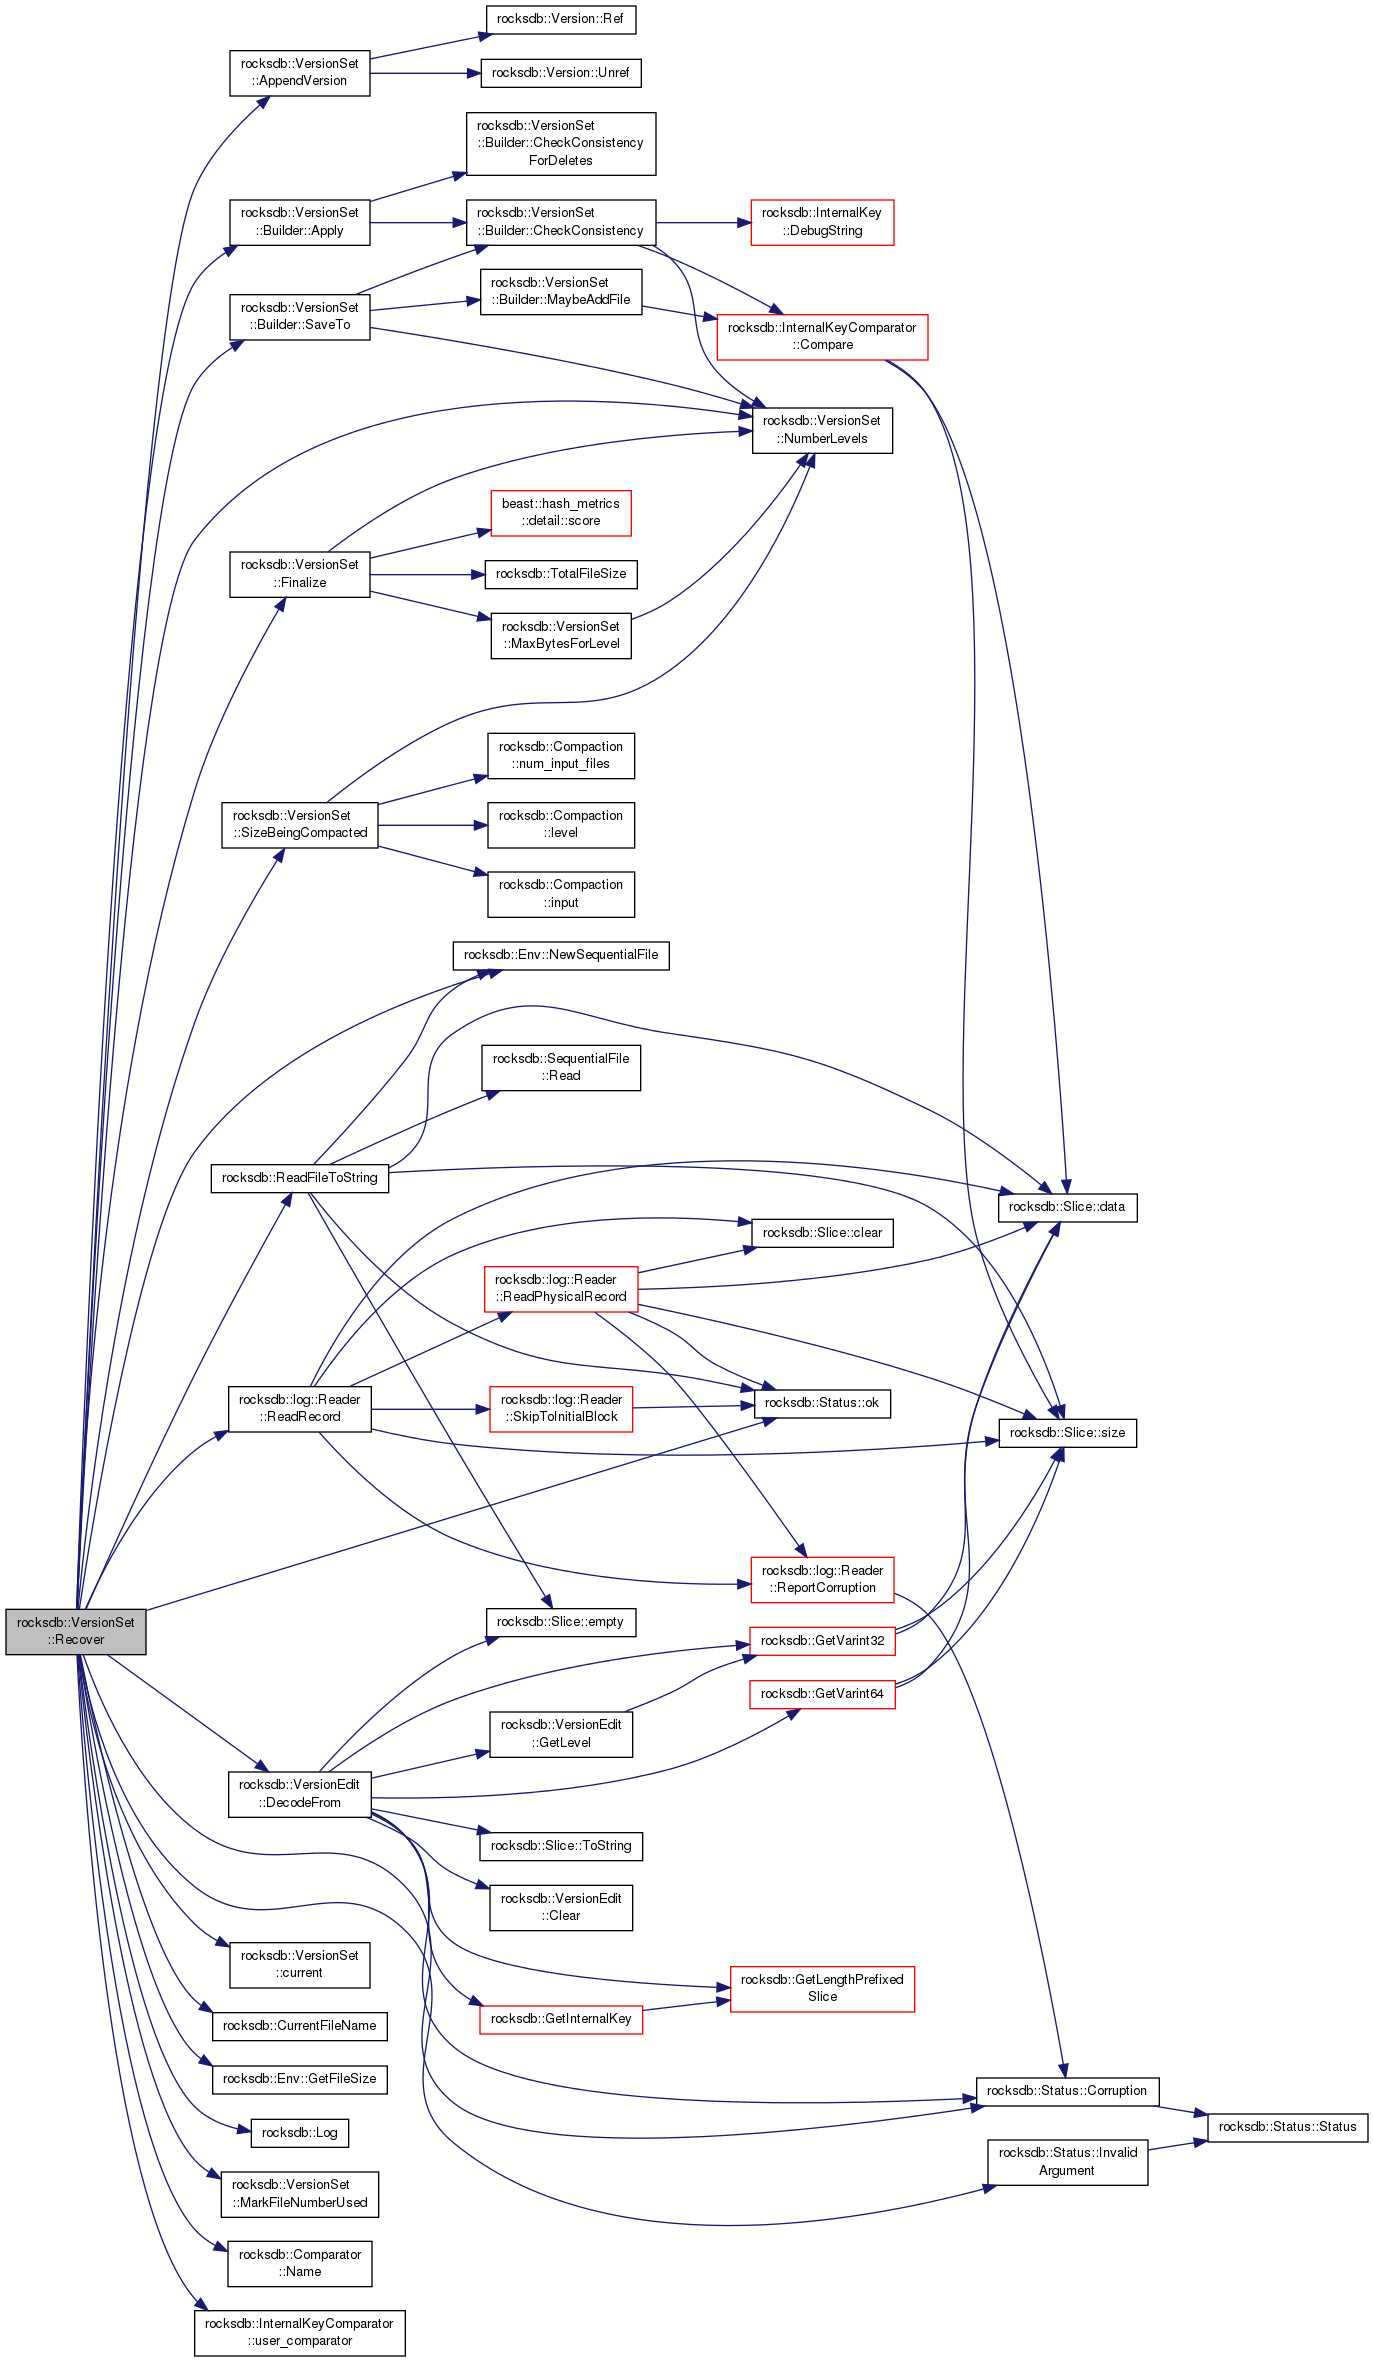 rocksdb::Version::Ref
rocksdb::VersionSet
::AppendVersion
rocksdb::Version::Unref
rocksdb::VersionSet
::Builder::CheckConsistency
ForDeletes
rocksdb::VersionSet
::Builder::Apply
rocksdb::VersionSet
::Builder::CheckConsistency
rocksdb::InternalKey
::DebugString
rocksdb::VersionSet
::Builder::SaveTo
rocksdb::VersionSet
::Builder::MaybeAddFile
rocksdb::InternalKeyComparator
::Compare
rocksdb::VersionSet
::NumberLevels
beast::hash_metrics
::detail::score
rocksdb::VersionSet
::Finalize
rocksdb::TotalFileSize
rocksdb::VersionSet
::MaxBytesForLevel
rocksdb::Compaction
::num_input_files
rocksdb::VersionSet
::SizeBeingCompacted
rocksdb::Compaction
::level
rocksdb::Compaction
::input
rocksdb::Env::NewSequentialFile
rocksdb::SequentialFile
::Read
rocksdb::ReadFileToString
rocksdb::Slice::data
rocksdb::Slice::clear
rocksdb::log::Reader
::ReadPhysicalRecord
rocksdb::log::Reader
::ReadRecord
rocksdb::log::Reader
::SkipToInitialBlock
rocksdb::Status::ok
rocksdb::Slice::size
rocksdb::log::Reader
::ReportCorruption
rocksdb::VersionSet
::Recover
rocksdb::Slice::empty
rocksdb::GetVarint32
rocksdb::GetVarint64
rocksdb::VersionEdit
::GetLevel
rocksdb::VersionEdit
::DecodeFrom
rocksdb::Slice::ToString
rocksdb::VersionEdit
::Clear
rocksdb::VersionSet
::current
rocksdb::GetLengthPrefixed
Slice
rocksdb::GetInternalKey
rocksdb::CurrentFileName
rocksdb::Env::GetFileSize
rocksdb::Status::Corruption
rocksdb::Status::Status
rocksdb::Log
rocksdb::Status::Invalid
Argument
rocksdb::VersionSet
::MarkFileNumberUsed
rocksdb::Comparator
::Name
rocksdb::InternalKeyComparator
::user_comparator